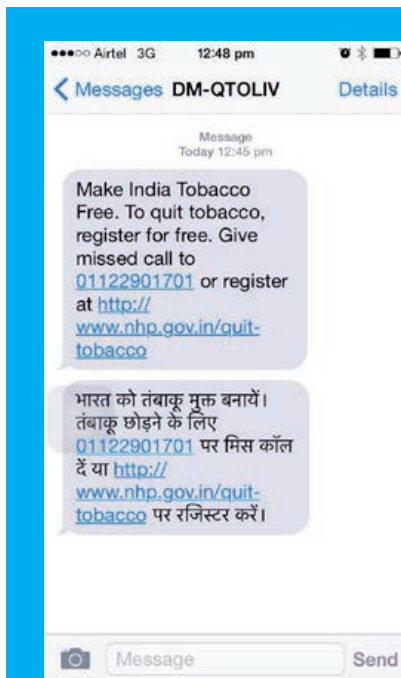 Airtel 3G 12:48 pm
Messages DM-QTOLIV Details
Message
Today 12:45 pm
Make India Tobacco
Free. To quit tobacco,
register for free. Give
missed call to
01122901701 or register
at http://
www.nhp.gov.in/quit-
tobacco
भारत को तंबाकू मुक्त बनायें।
तंबाकू छोड़ने के लिए
01122901701 पर मिस कॉल
दें या http://
www.nhp.gov.in/quit-
tobacco पर रजिस्टर करें।
Message Send